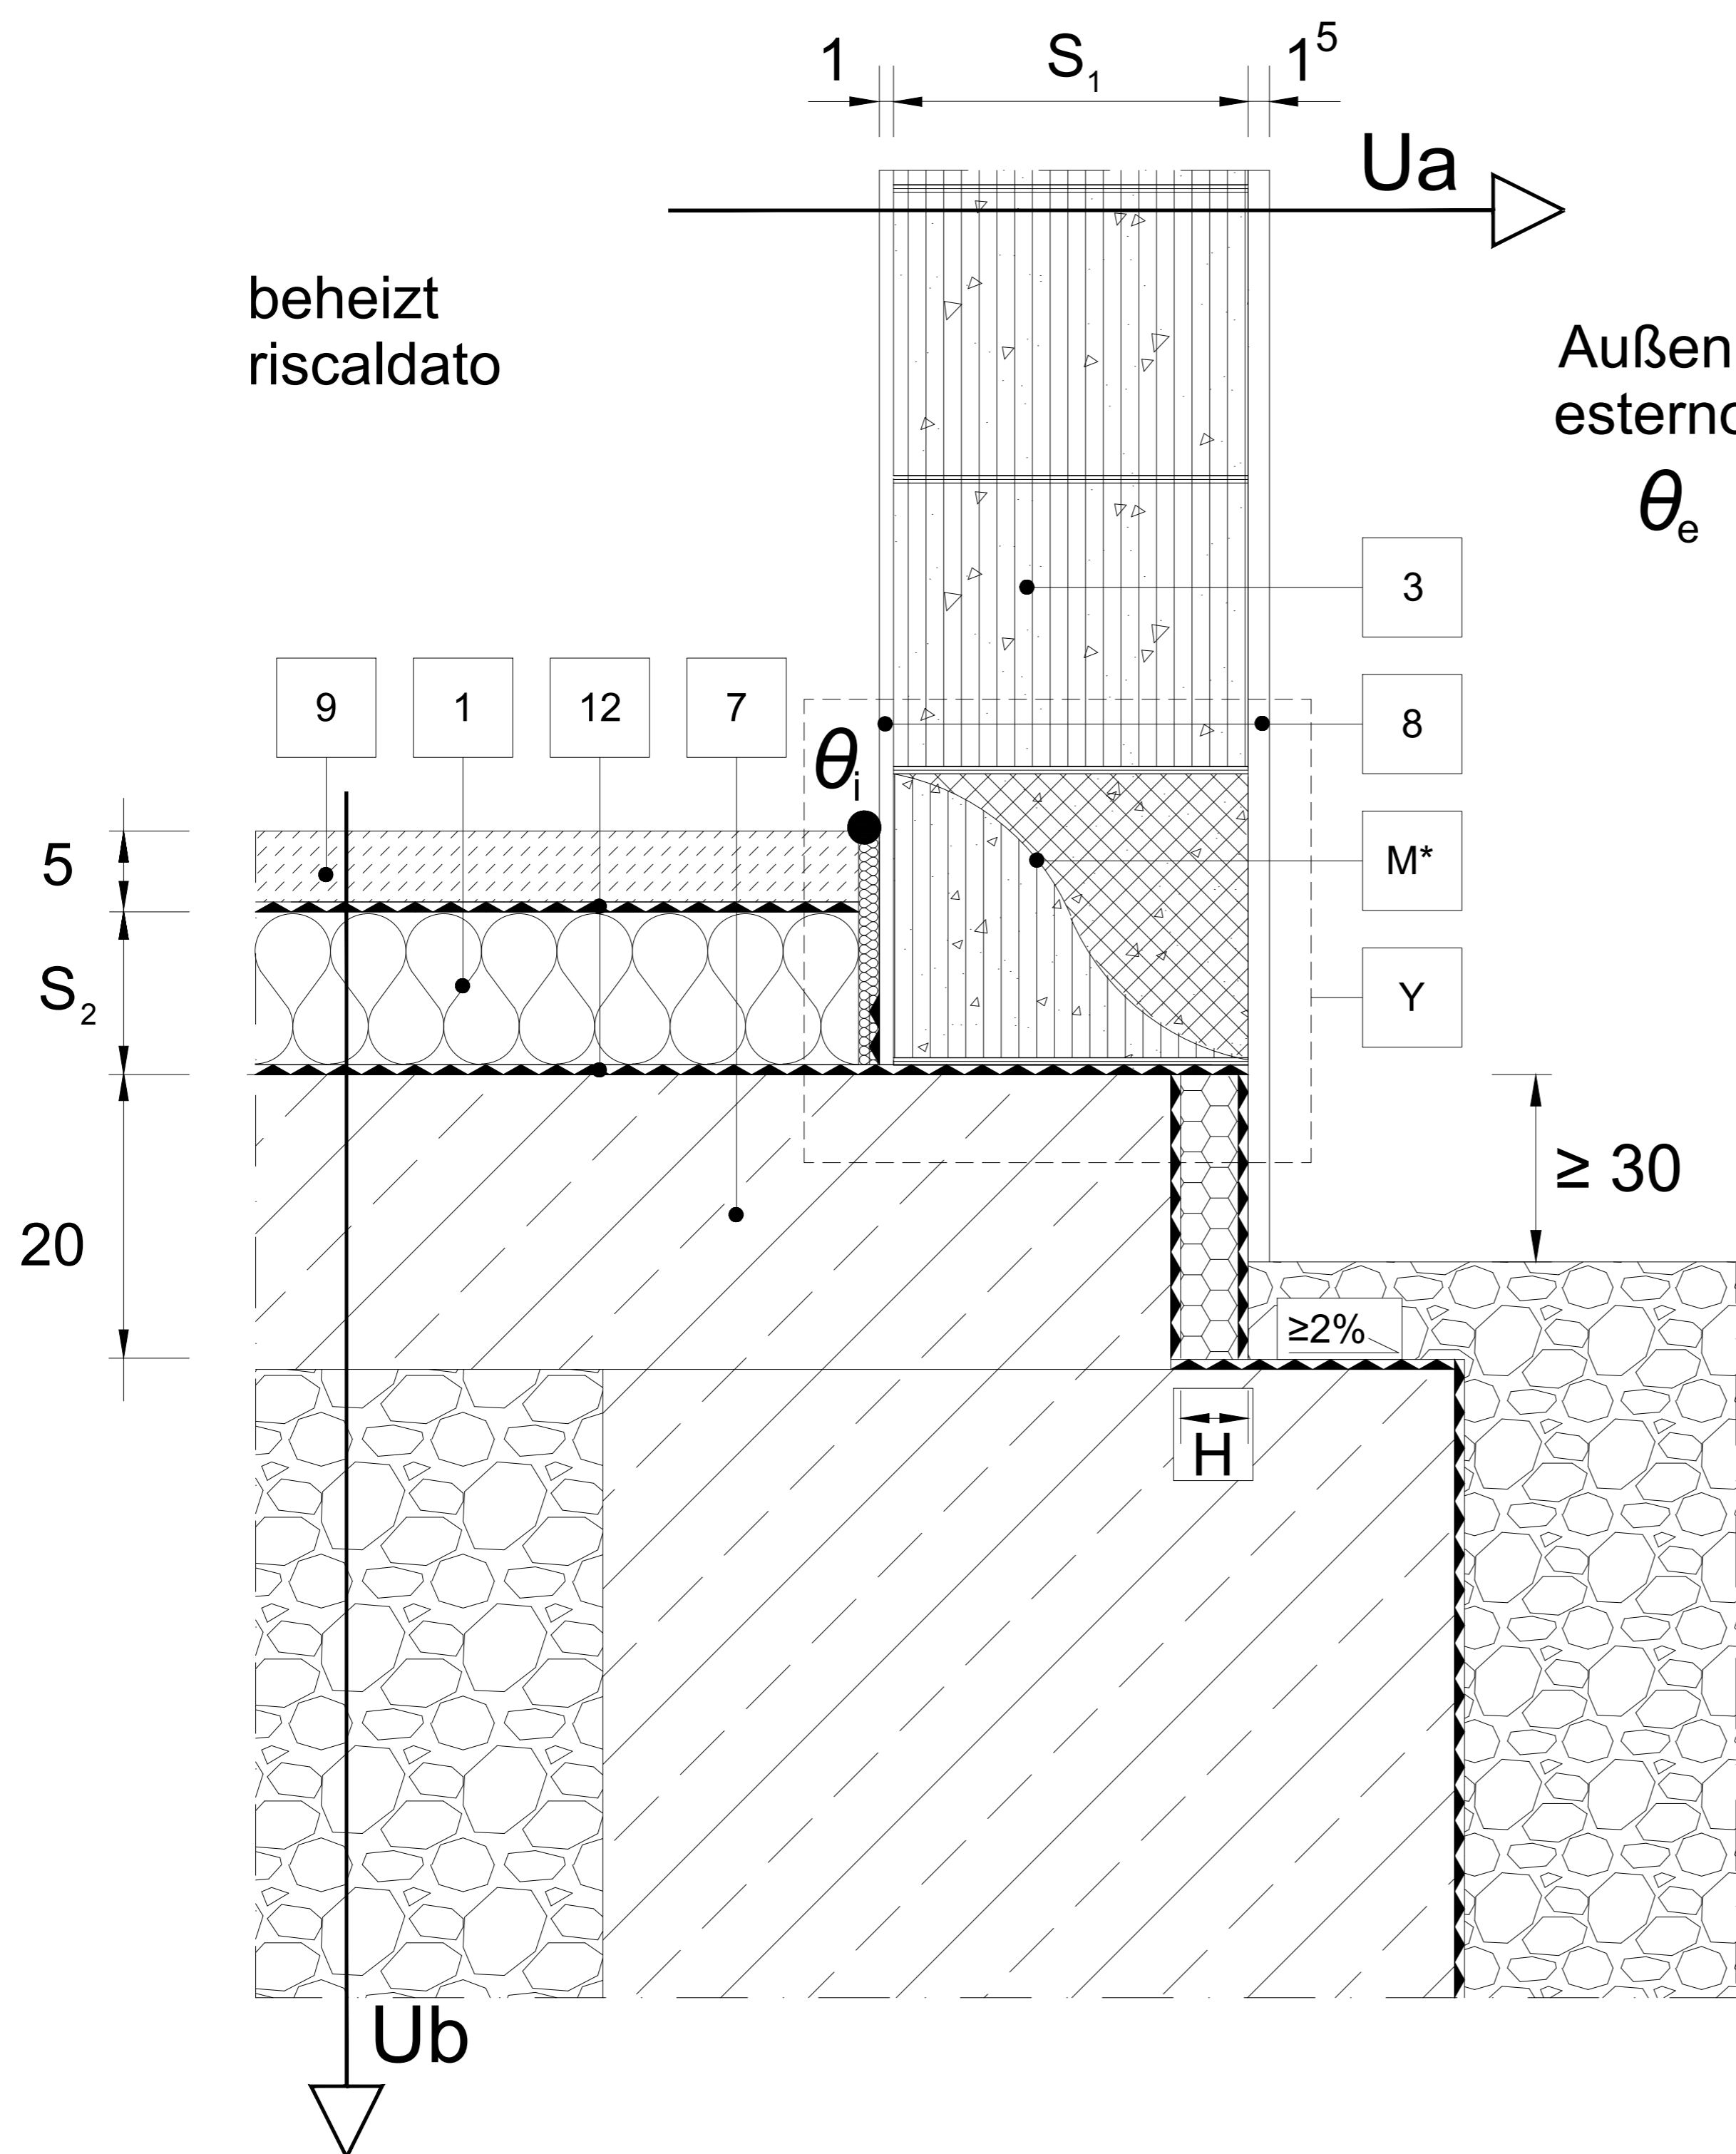 1 S₁ 1⁵
Ua
beheizt
riscaldato
Außen
esterno
θe
3
9 1 12 7
8
θi
5
M*
S₂
Y
≥ 30
20
≥2%
H
Ub